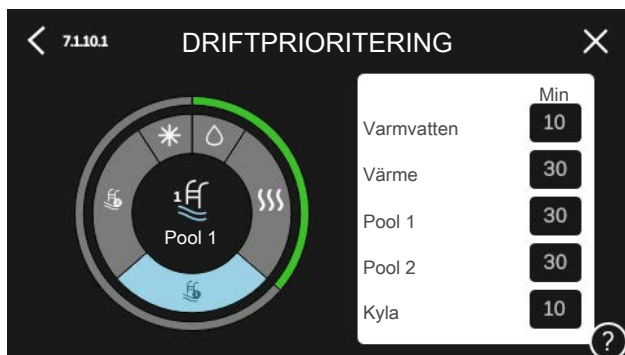 7.1.10.1
DRIFTPRIORITERING
Min
Varmvatten 10
Värme 30
Pool 1 30
Pool 2 30
Kyla 10
1
Pool 1
?